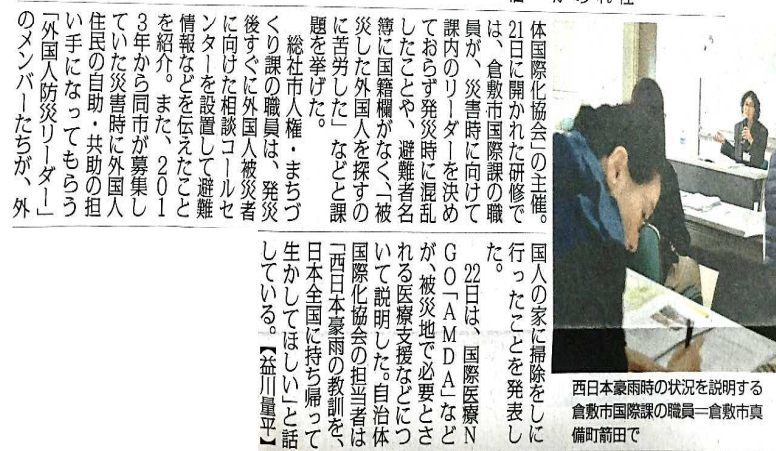 体国際化協会」の主催。
21日に開かれた研修で
は、倉敷市国際課の職
員が、災害時に向けて
課内のリーダーを決め
ておらず発災時に混乱
したことや、避難者名
簿に国籍欄がなく、「被
災した外国人を探すの
に苦労した」などと課
題を挙げた。
総社市人権・まちづ
くり課の職員は、発災
後すぐに外国人被災者
に向けた相談コールセ
ンターを設置して避難
情報などを伝えたこと
を紹介。また、201
3年から同市が募集し
ていた災害時に外国人
住民の自助・共助の担
い手になってもらう
「外国人防災リーダー」
のメンバーたちが、外
国人の家に掃除をしに
行ったことを発表し
た。
22日は、国際医療N
GO「AMDA」など
が、被災地で必要とさ
れる医療支援などにつ
いて説明した。自治体
国際化協会の担当者は
「西日本豪雨の教訓を、
日本全国に持ち帰って
生かしてほしい」と話
している。【益川量平】
西日本豪雨時の状況を説明する
倉敷市国際課の職員＝倉敷市真
備町箭田で